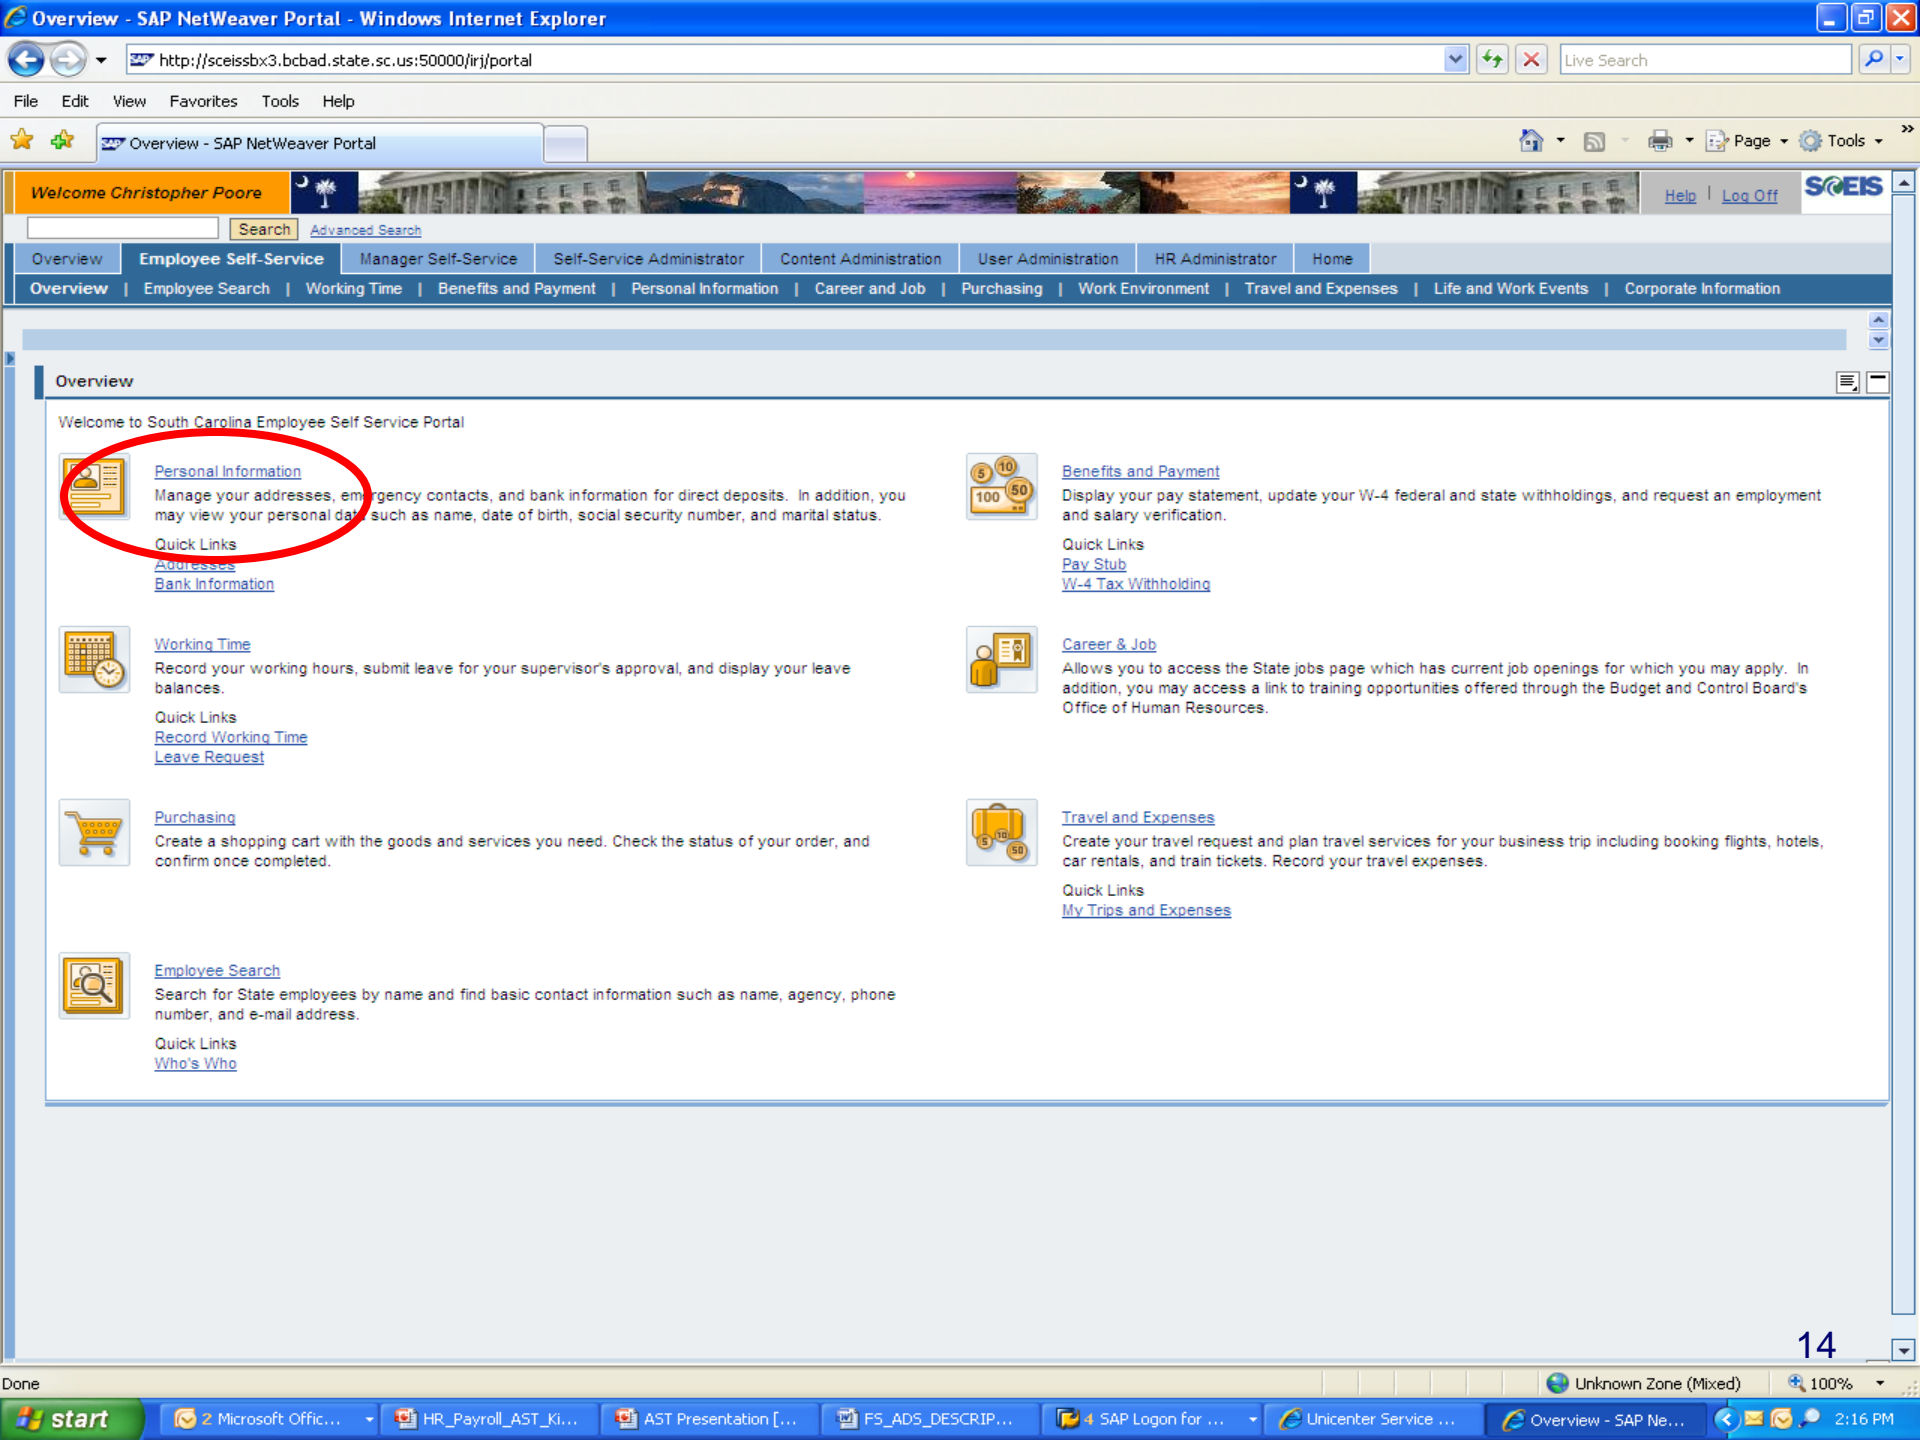 Overview - SAP NetWeaver Portal - Windows Internet Explorer
http://sceissbx3.bcbad.state.sc.us:50000/irj/portal
Live Search
File Edit View Favorites Tools Help
Overview - SAP NetWeaver Portal
Page Tools »
Welcome Christopher Poore
Help | Log Off
SCEIS
Search Advanced Search
Overview Employee Self-Service Manager Self-Service Self-Service Administrator Content Administration User Administration HR Administrator Home
Overview | Employee Search | Working Time | Benefits and Payment | Personal Information | Career and Job | Purchasing | Work Environment | Travel and Expenses | Life and Work Events | Corporate Information
Overview
Welcome to South Carolina Employee Self Service Portal
Personal Information
Manage your addresses, emergency contacts, and bank information for direct deposits. In addition, you
may view your personal data such as name, date of birth, social security number, and marital status.
Quick Links
Addresses
Bank Information
5 10
100 50
Benefits and Payment
Display your pay statement, update your W-4 federal and state withholdings, and request an employment
and salary verification.
Quick Links
Pay Stub
W-4 Tax Withholding
Working Time
Record your working hours, submit leave for your supervisor's approval, and display your leave
balances.
Quick Links
Record Working Time
Leave Request
Career & Job
Allows you to access the State jobs page which has current job openings for which you may apply. In
addition, you may access a link to training opportunities offered through the Budget and Control Board's
Office of Human Resources.
Purchasing
Create a shopping cart with the goods and services you need. Check the status of your order, and
confirm once completed.
5 10 50
Travel and Expenses
Create your travel request and plan travel services for your business trip including booking flights, hotels,
car rentals, and train tickets. Record your travel expenses.
Quick Links
My Trips and Expenses
Employee Search
Search for State employees by name and find basic contact information such as name, agency, phone
number, and e-mail address.
Quick Links
Who's Who
14
Done
Unknown Zone (Mixed) 100%
start 2 Microsoft Offic... HR_Payroll_AST_Ki... AST Presentation [... FS_ADS_DESCRIP... 4 SAP Logon for ... Unicenter Service ... Overview - SAP Ne... 2:16 PM